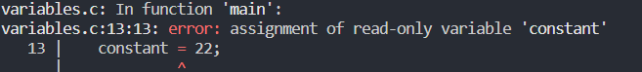 variables.c: In function 'main':
variables.c:13:13: error: assignment of read-only variable 'constant'
   13 |     constant = 22;
      |              ^